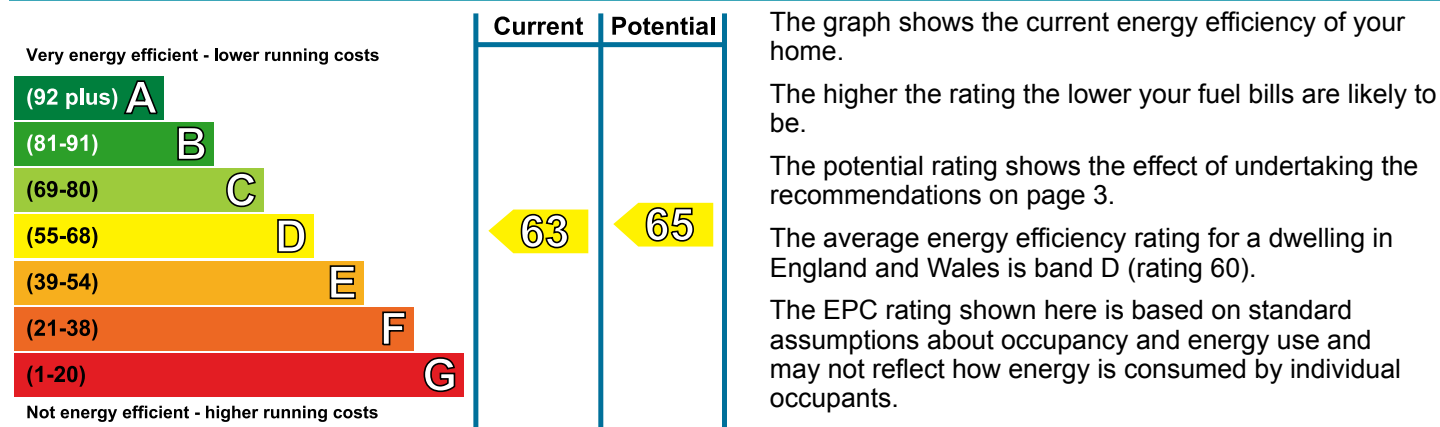 Current Potential
Very energy efficient - lower running costs
(92 plus) A
(81-91) B
(69-80) C
(55-68) D
63 65
(39-54) E
(21-38) F
(1-20) G
Not energy efficient - higher running costs
The graph shows the current energy efficiency of your
home.
The higher the rating the lower your fuel bills are likely to
be.
The potential rating shows the effect of undertaking the
recommendations on page 3.
The average energy efficiency rating for a dwelling in
England and Wales is band D (rating 60).
The EPC rating shown here is based on standard
assumptions about occupancy and energy use and
may not reflect how energy is consumed by individual
occupants.